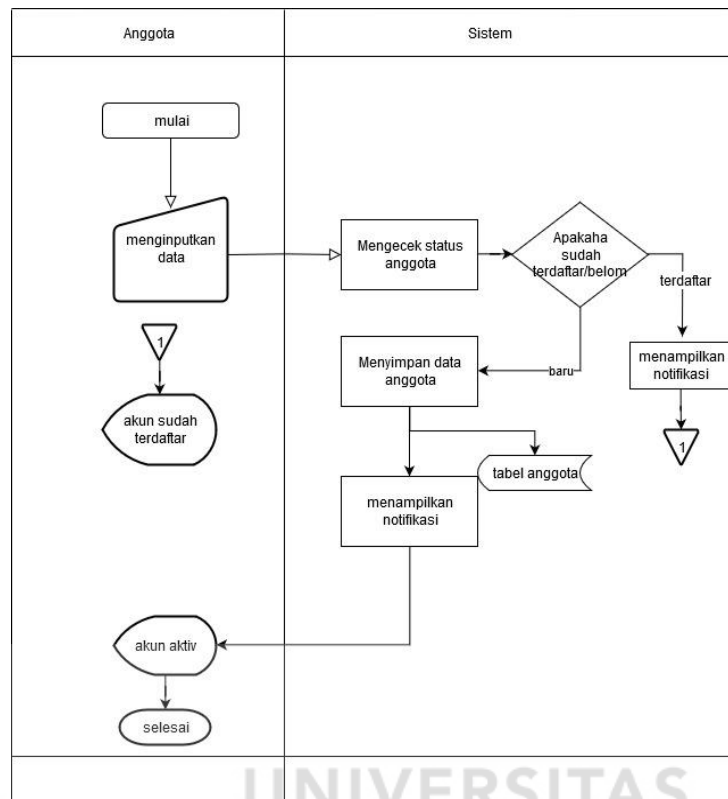 Anggota
Sistem
mulai
menginputkan
data
Mengecek status
anggota
Apakaha
sudah
terdaftar/belom
terdaftar
1
Menyimpan data
anggota
baru
menampilkan
notifikasi
akun sudah
terdaftar
1
tabel anggota
menampilkan
notifikasi
akun aktiv
selesai
UNIVERSITAS